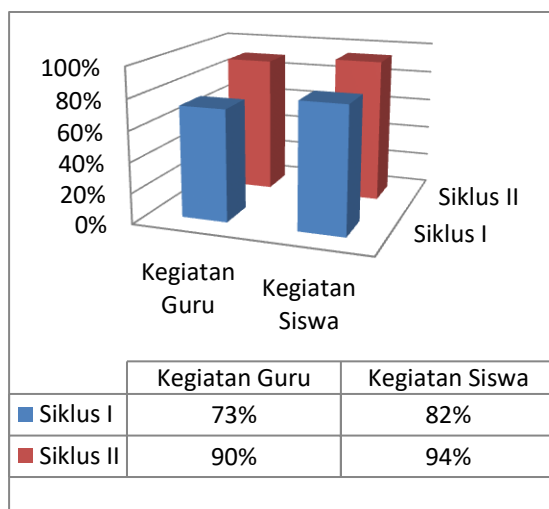 100%
80%
60%
40%
20%
0%
Siklus II
Siklus I
Kegiatan
Guru
Kegiatan
Siswa
Kegiatan Guru Kegiatan Siswa
Siklus I 73% 82%
Siklus II 90% 94%